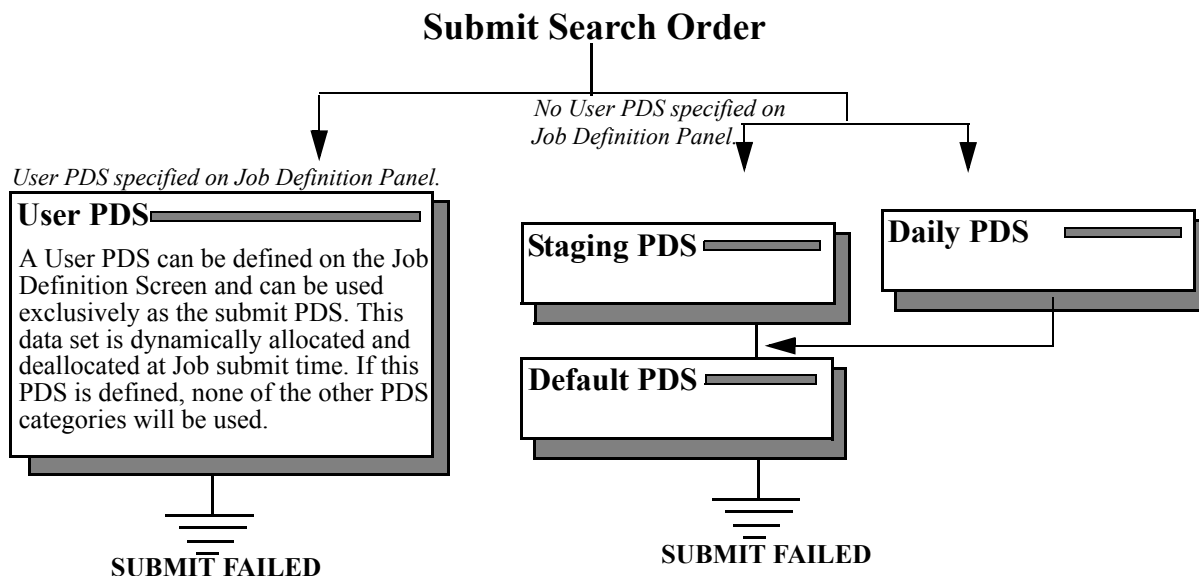 Submit Search Order
No User PDS specified on
Job Definition Panel.
User PDS specified on Job Definition Panel.
User PDS
A User PDS can be defined on the Job
Definition Screen and can be used
exclusively as the submit PDS. This
data set is dynamically allocated and
deallocated at Job submit time. If this
PDS is defined, none of the other PDS
categories will be used.
SUBMIT FAILED
Staging PDS
Daily PDS
Default PDS
SUBMIT FAILED